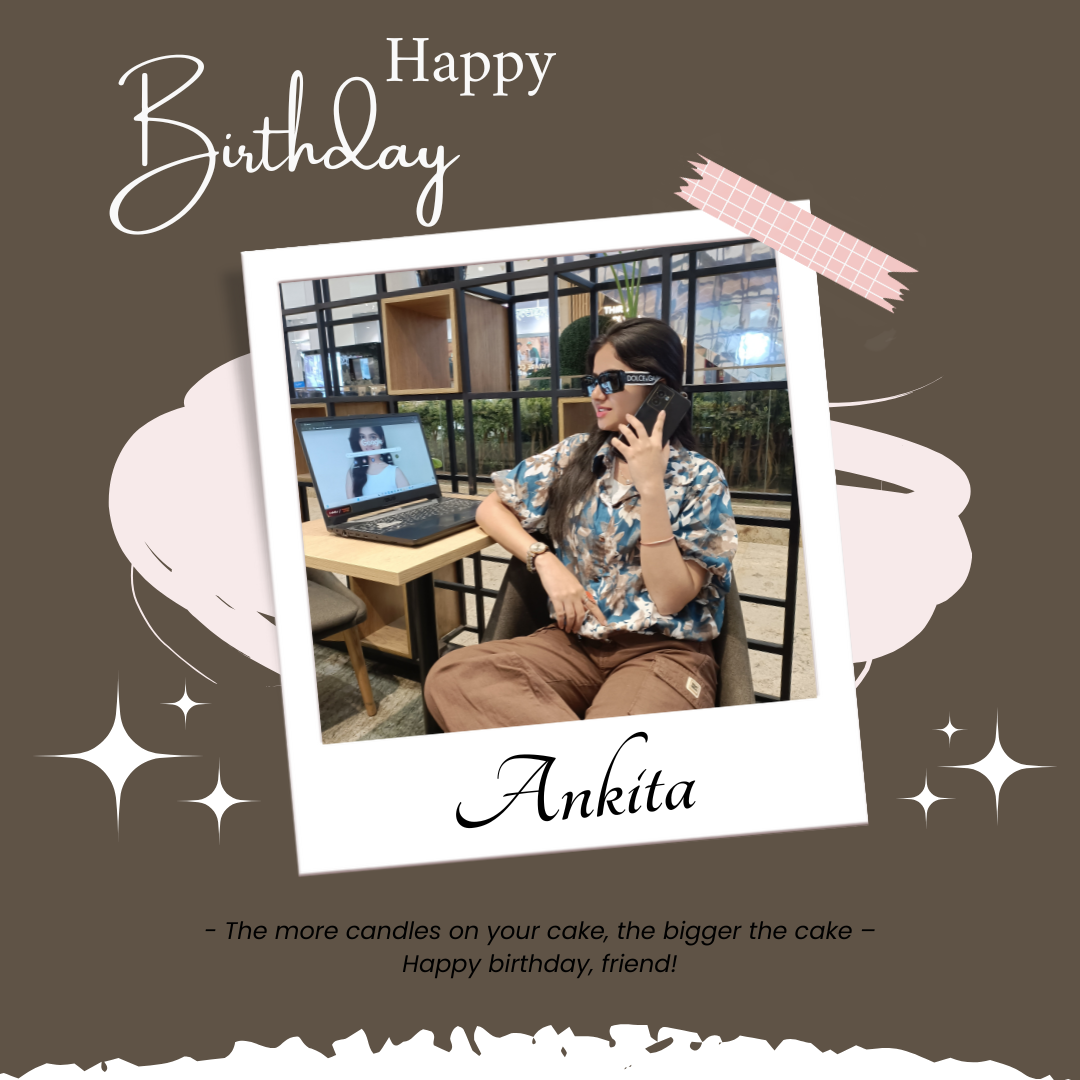 Happy
Birthday
Ankita
- The more candles on your cake, the bigger the cake –
Happy birthday, friend!